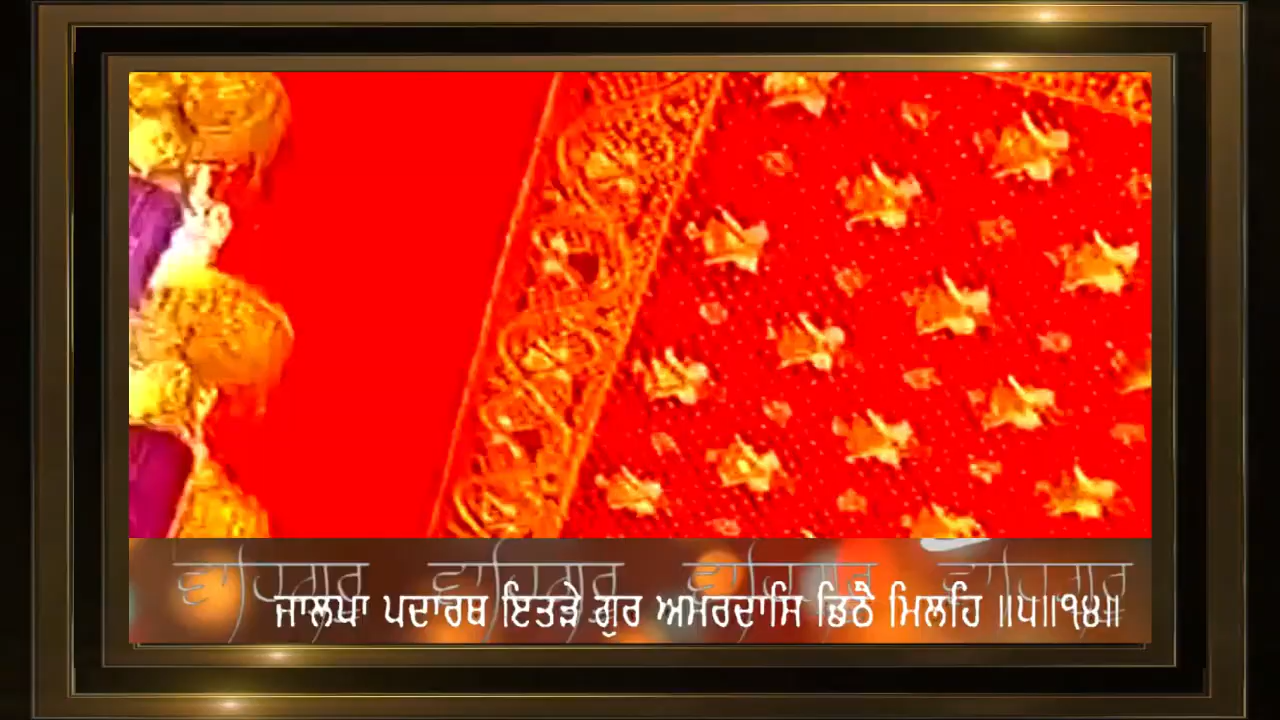 ਵਾਹਿਗੁਰੂ ਵਾਹਿਗੁਰੂ ਵਾਹਿਗੁਰੂ ਵਾਹਿਗੁਰੂ
ਜਾਲਪਾ ਪਦਾਰਥ ਇਤੜੇ ਗੁਰ ਅਮਰਦਾਸਿ ਡਿਠੈ ਮਿਲਹਿ ॥੫॥੧੪॥